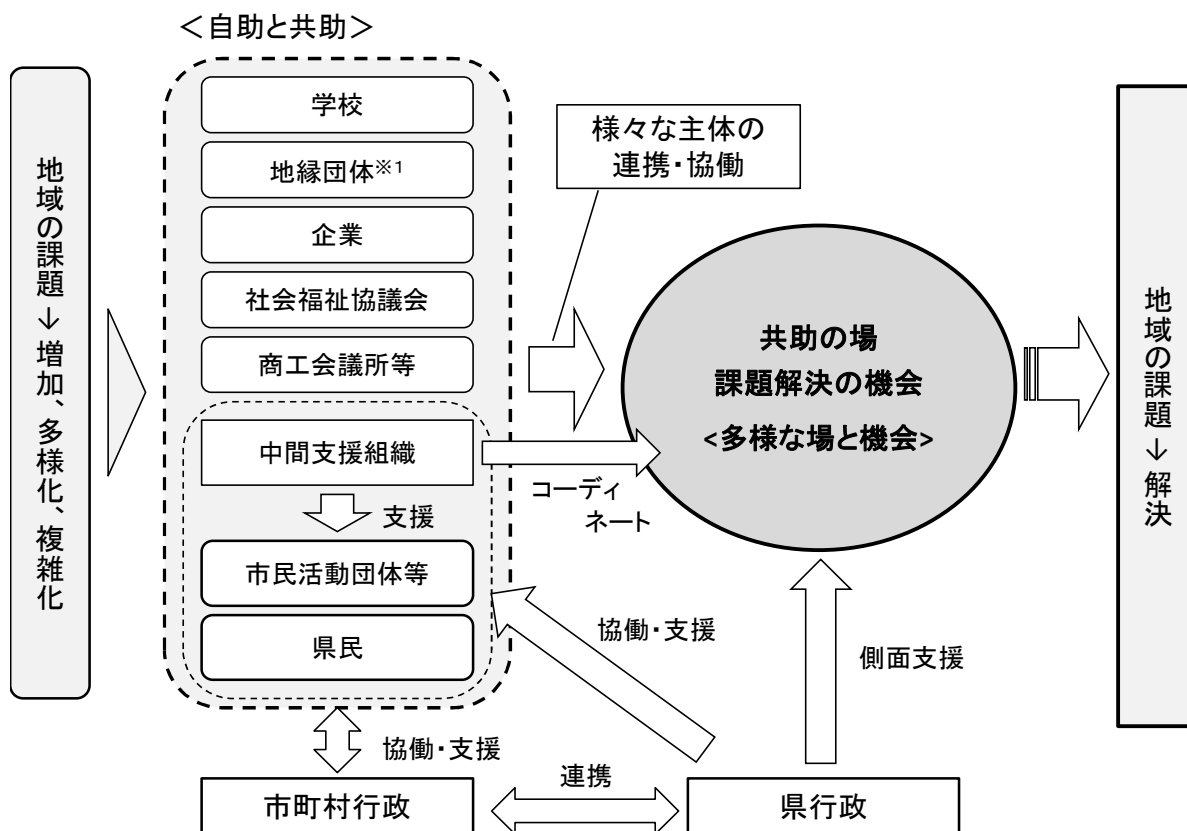 ＜自助と共助＞
地域の課題→増加、多様化、複雑化
学校
地縁団体※1
企業
社会福祉協議会
商工会議所等
中間支援組織
支援
市民活動団体等
県民
様々な主体の
連携・協働
コーディ
ネート
共助の場
課題解決の機会
<多様な場と機会>
地域の課題→解決
協働・支援
側面支援
協働・支援
連携
市町村行政
県行政